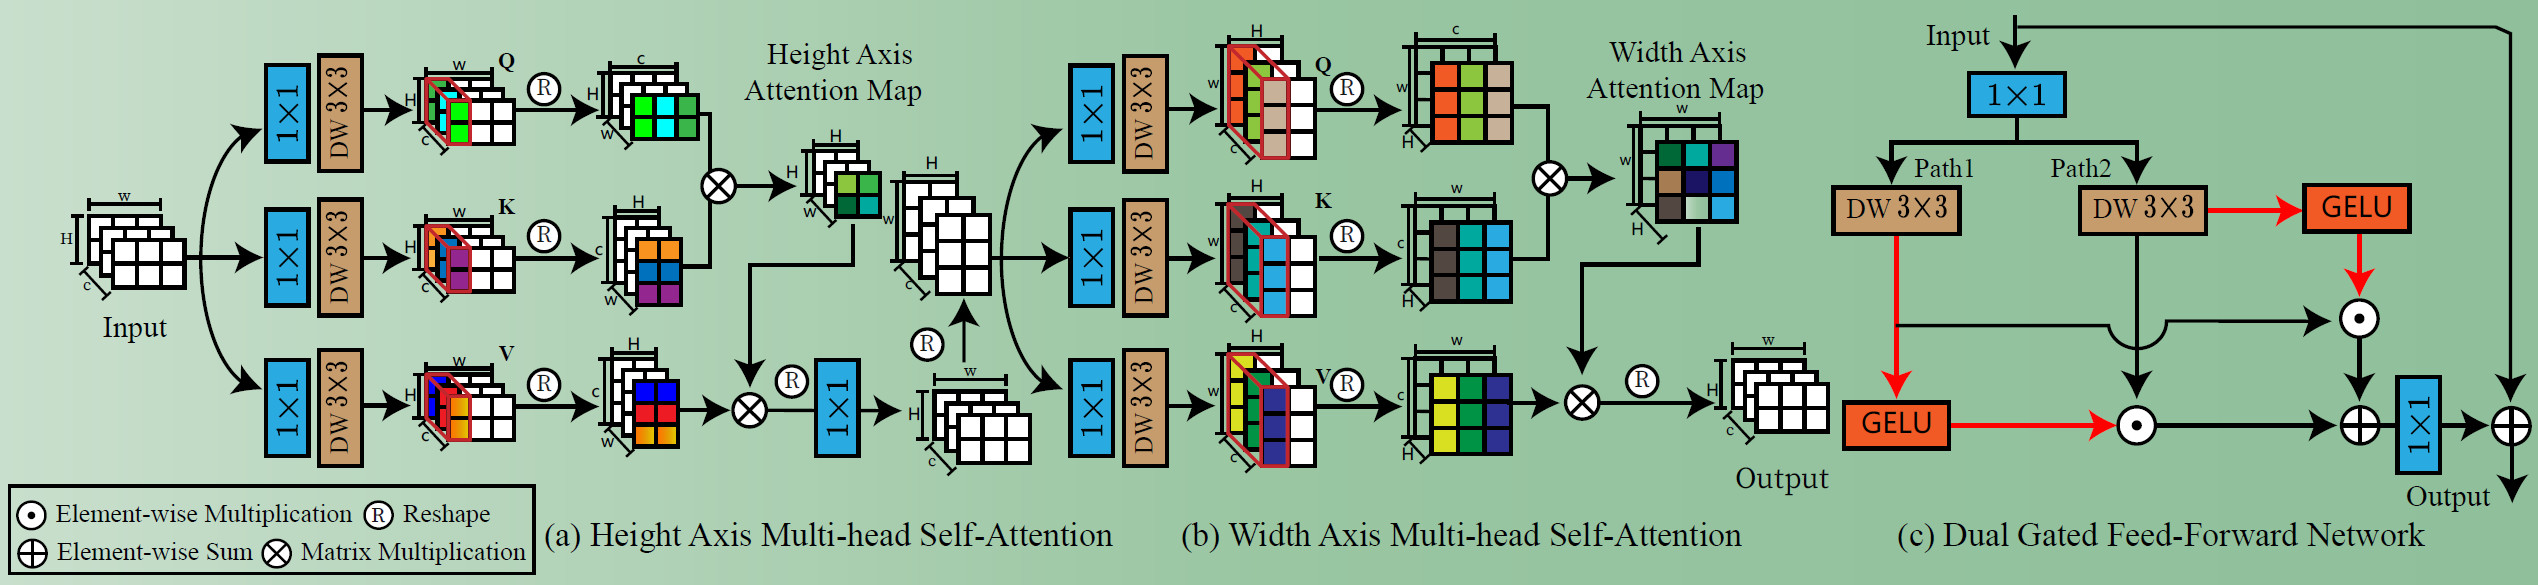 w
H
c
Input
1×1
DW 3×3
w
H
c
Q
R
c
H
w
1×1
DW 3×3
w
H
c
K
R
H
c
w
1×1
DW 3×3
w
H
c
V
R
H
c
w
Height Axis
Attention Map
H
H
w
R
1×1
w
H
c
R
H
w
c
1×1
DW 3×3
H
w
c
Q
R
c
w
H
1×1
DW 3×3
H
w
c
K
R
w
c
H
1×1
DW 3×3
H
w
c
V
R
w
c
H
Width Axis
Attention Map
w
w
H
R
w
H
c
Output
Input
1×1
Path1
Path2
DW 3×3
DW 3×3
GELU
GELU
1×1
Output
Element-wise Multiplication
R Reshape
Element-wise Sum
Matrix Multiplication
(a) Height Axis Multi-head Self-Attention
(b) Width Axis Multi-head Self-Attention
(c) Dual Gated Feed-Forward Network